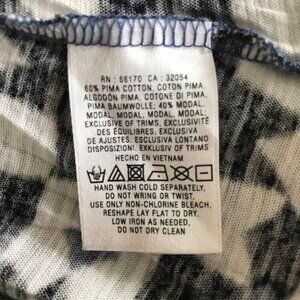 RN : 66170 CA : 32054
60% PIMA COTTON, COTON PIMA,
ALGODÓN PIMA, COTONE DI PIMA,
PIMA BAUMWOLLE; 40% MODAL,
MODAL, MODAL, MODAL, MODAL.
EXCLUSIVE OF TRIMS. EXCLUSIVITÉ
DES ÉQUILIBRES. EXCLUSIVA
DE AJUSTES. ESCLUSIVA LONTANO
DISPOSIZIONI. EXKLUSIV OF TRIMS.
HECHO EN VIETNAM
HAND WASH COLD SEPARATELY.
DO NOT WRING OR TWIST.
USE ONLY NON-CHLORINE BLEACH.
RESHAPE LAY FLAT TO DRY.
LOW IRON AS NEEDED.
DO NOT DRY CLEAN